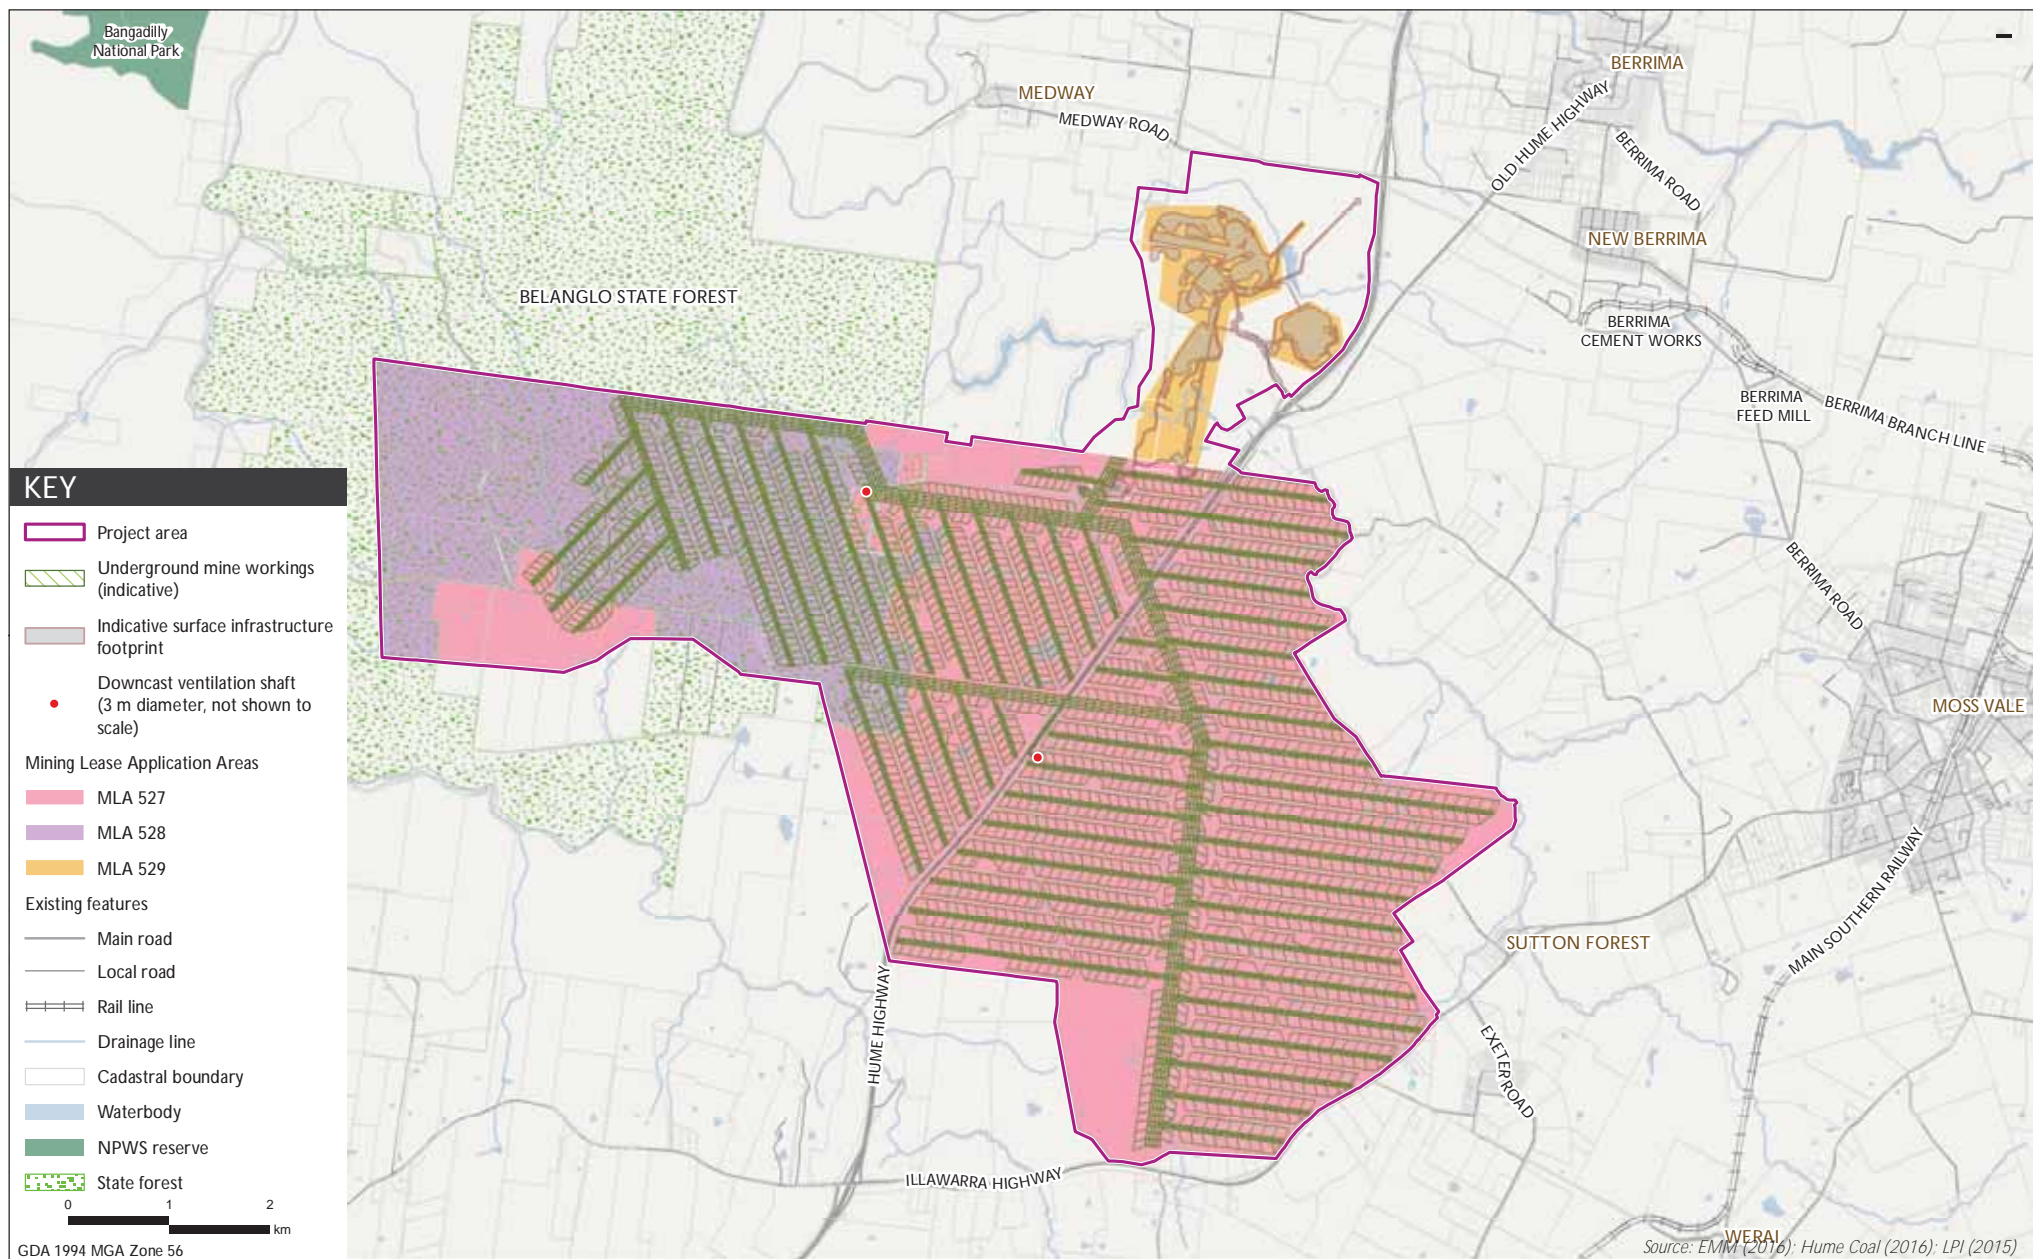 Bangadilly
National Park
BERRIMA
MEDWAY
MEDWAY ROAD
OLD HUME HIGHWAY
BERRIMA ROAD
NEW BERRIMA
BELANGLO STATE FOREST
BERRIMA
CEMENT WORKS
BERRIMA
FEED MILL
BERRIMA BRANCH LINE
BERRIMA ROAD
MOSS VALE
MAIN SOUTHERN RAILWAY
SUTTON FOREST
EXETER ROAD
HUME HIGHWAY
ILLAWARRA HIGHWAY
WERAI
KEY
Project area
Underground mine workings
(indicative)
Indicative surface infrastructure
footprint
Downcast ventilation shaft
(3 m diameter, not shown to
scale)
Mining Lease Application Areas
MLA 527
MLA 528
MLA 529
Existing features
Main road
Local road
Rail line
Drainage line
Cadastral boundary
Waterbody
NPWS reserve
State forest
0 1 2
km
GDA 1994 MGA Zone 56
Source: EMM (2016); Hume Coal (2016); LPI (2015)